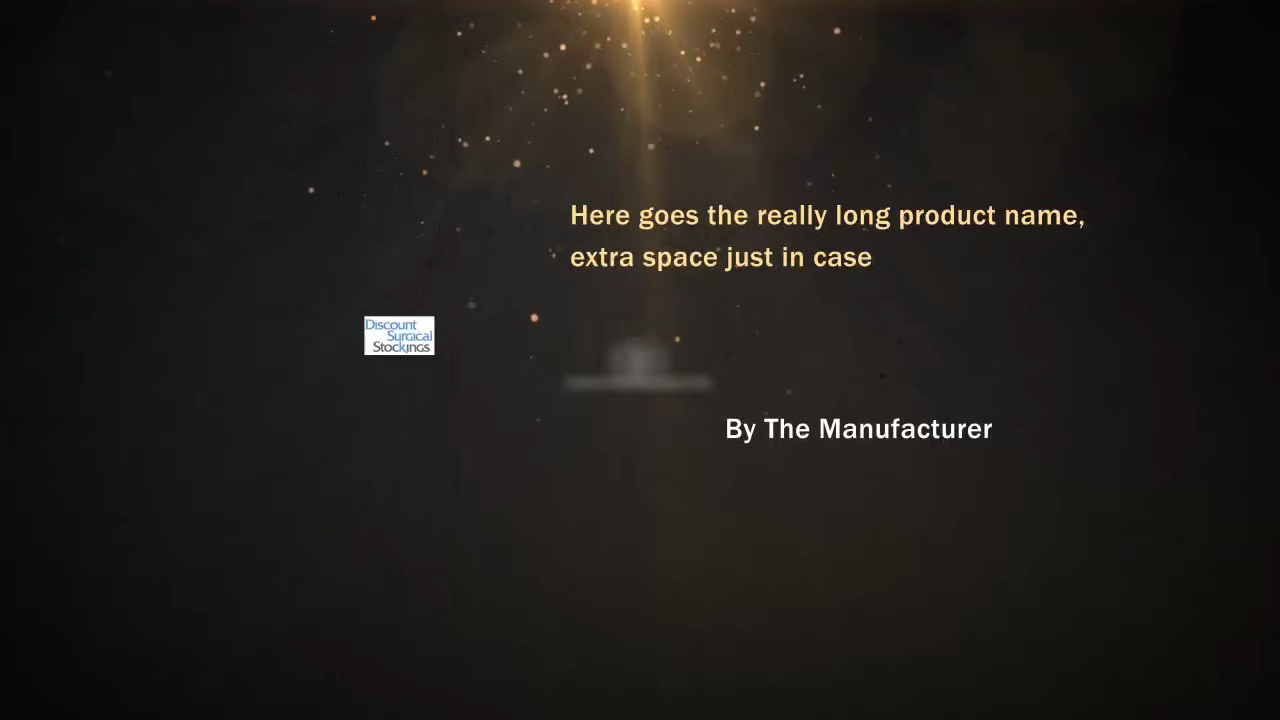 Here goes the really long product name,
extra space just in case
Discount
Surgical
Stockings
By The Manufacturer